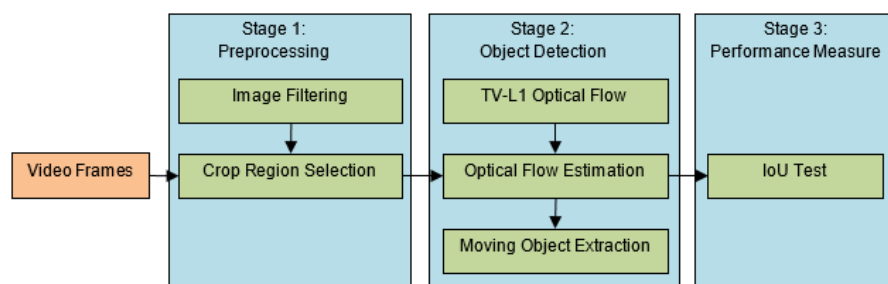 Stage 1:
Preprocessing
Image Filtering
Crop Region Selection
Video Frames
Stage 2:
Object Detection
TV-L1 Optical Flow
Optical Flow Estimation
Moving Object Extraction
Stage 3:
Performance Measure
IoU Test